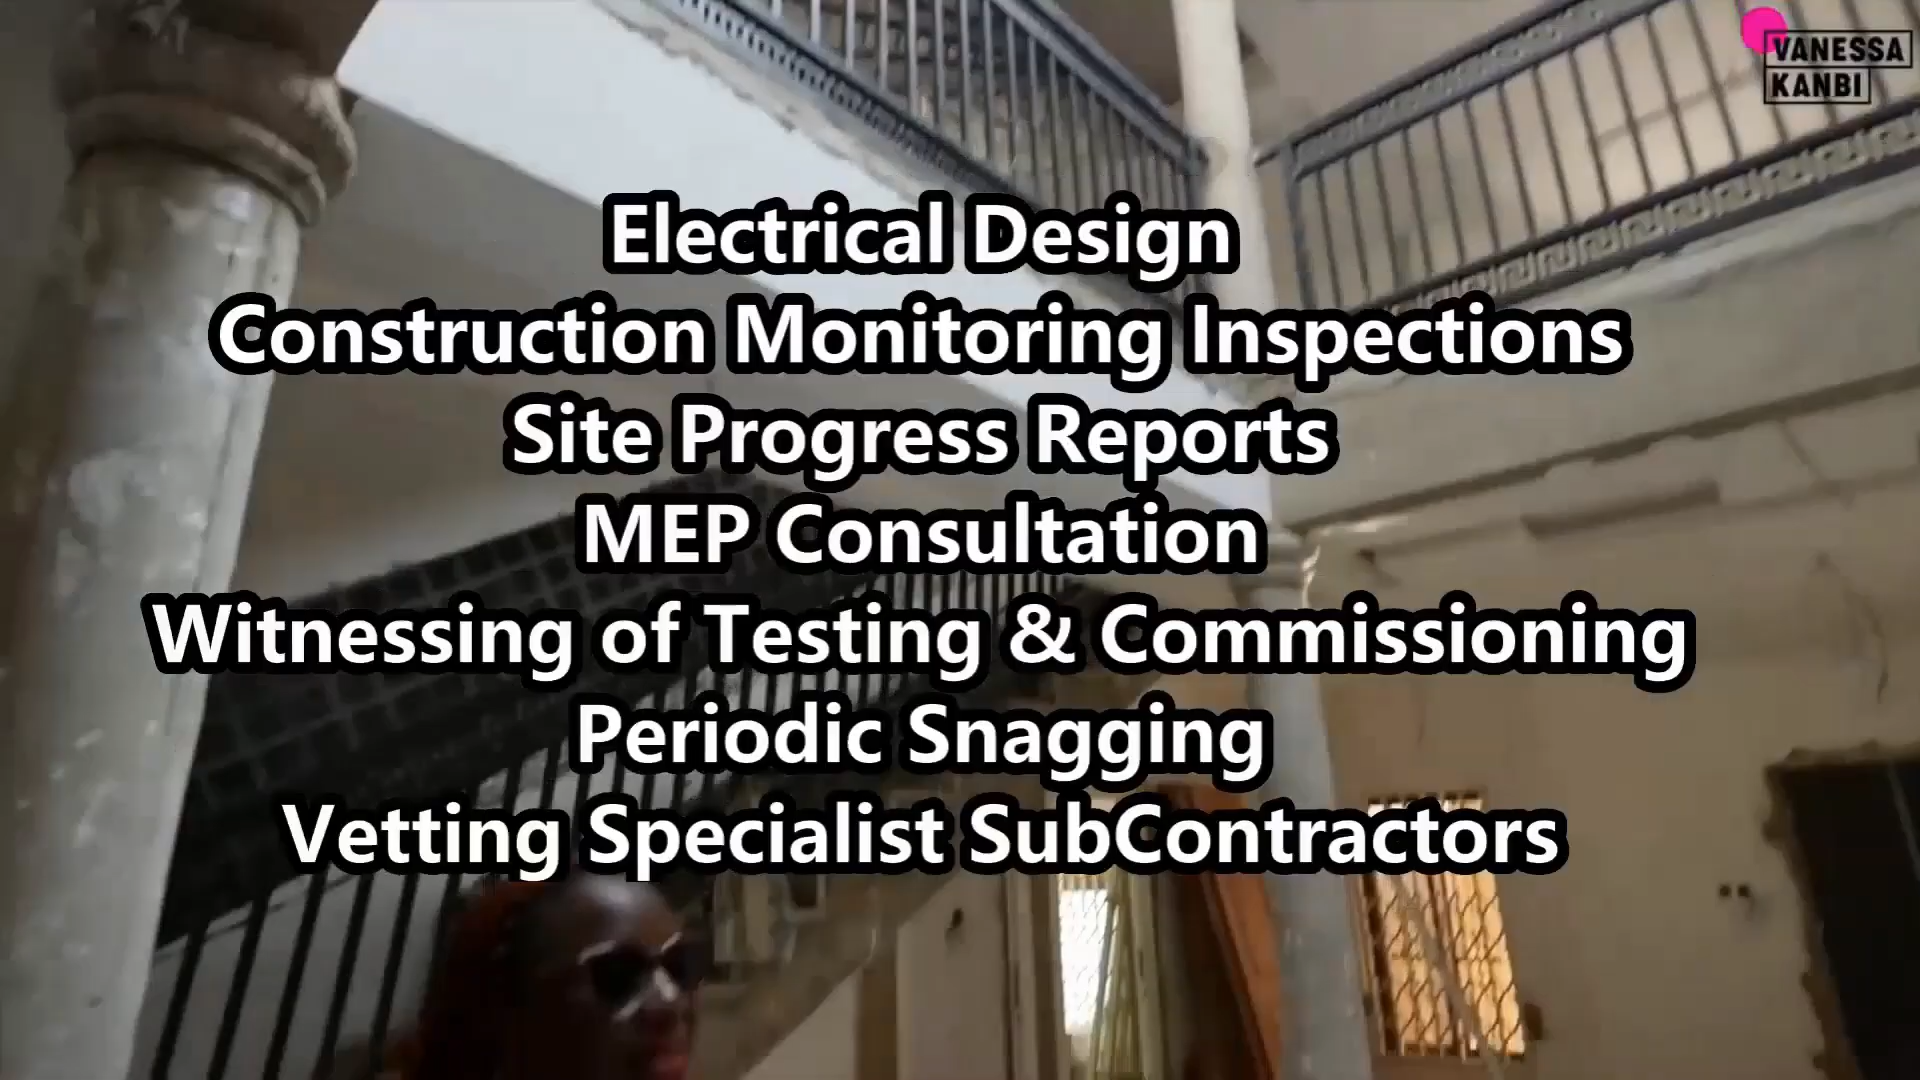 VANESSA
KANBI
Electrical Design
Construction Monitoring Inspections
Site Progress Reports
MEP Consultation
Witnessing of Testing & Commissioning
Periodic Snagging
Vetting Specialist SubContractors